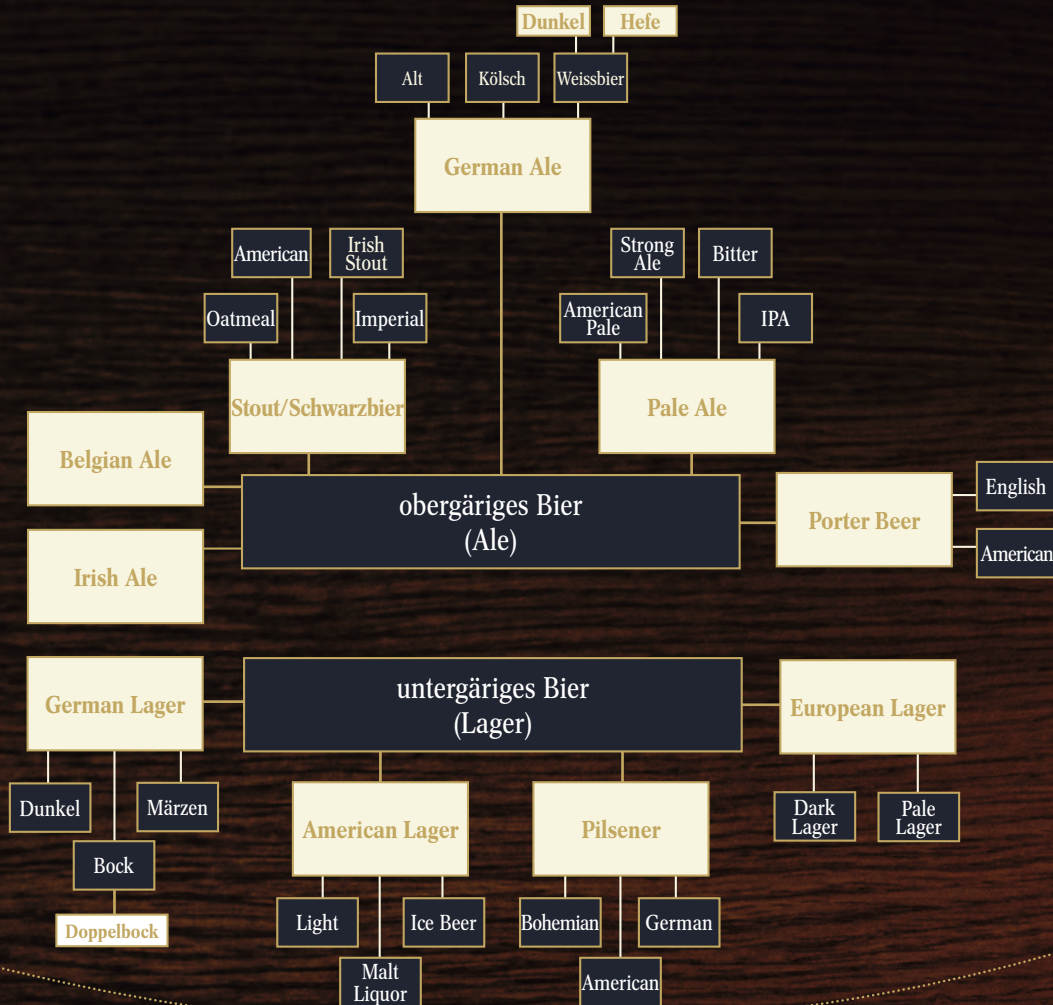 Dunkel
Hefe
Alt
Kölsch
Weissbier
German Ale
American
Irish
Stout
Oatmeal
Imperial
Stout/Schwarzbier
Strong
Ale
Bitter
American
Pale
IPA
Pale Ale
Belgian Ale
Irish Ale
obergäriges Bier
(Ale)
Porter Beer
English
American
German Lager
untergäriges Bier
(Lager)
European Lager
Dunkel
Märzen
Bock
Doppelbock
American Lager
Light
Ice Beer
Malt
Liquor
Pilsener
Bohemian
German
American
Dark
Lager
Pale
Lager